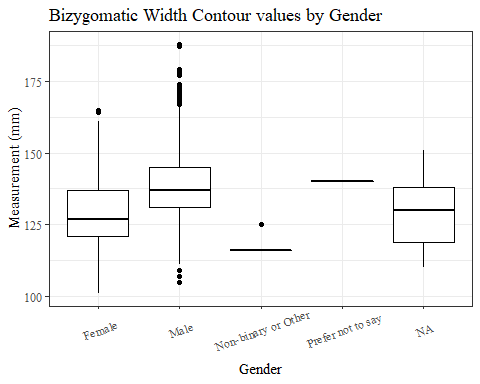 Bizygomatic Width Contour values by Gender
Measurement (mm)
175
150
125
100
Female
Male
Non-binary or Other
Prefer not to say
NA
Gender